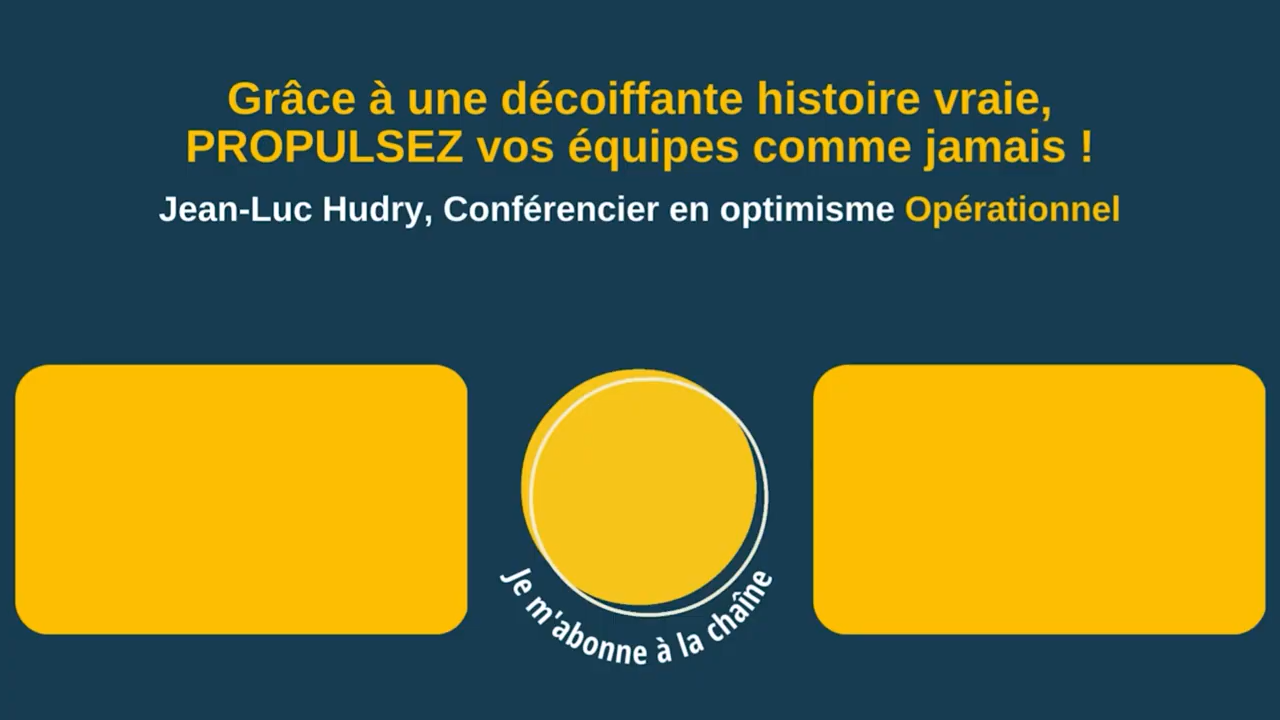 Grâce à une décoiffante histoire vraie,
PROPULSEZ vos équipes comme jamais !
Jean-Luc Hudry, Conférencier en optimisme Opérationnel
Je m'abonne à la chaîne